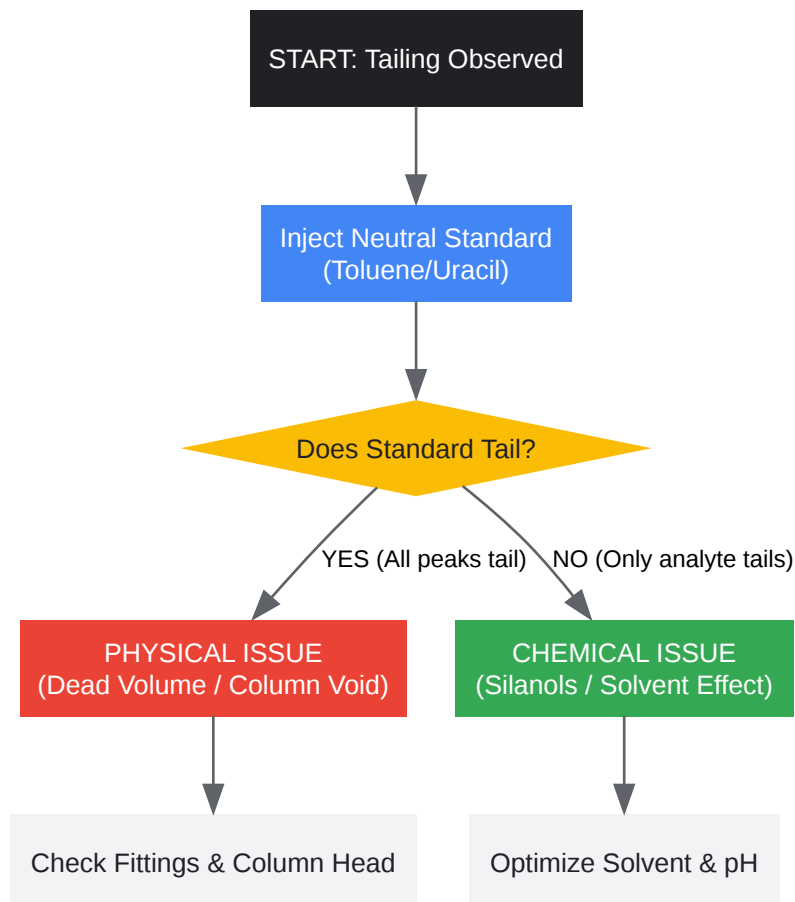 START: Tailing Observed
Inject Neutral Standard
(Toluene/Uracil)
Does Standard Tail?
YES (All peaks tail)
NO (Only analyte tails)
PHYSICAL ISSUE
(Dead Volume / Column Void)
CHEMICAL ISSUE
(Silanols / Solvent Effect)
Check Fittings & Column Head
Optimize Solvent & pH